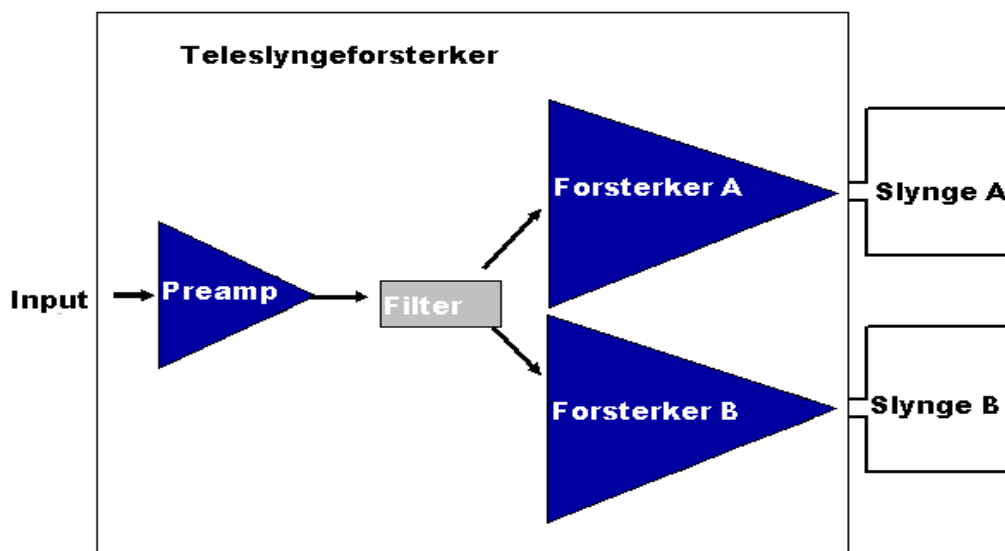 Teleslyngeforsterker
Forsterker A
Slynge A
Input
Preamp
Filter
Forsterker B
Slynge B